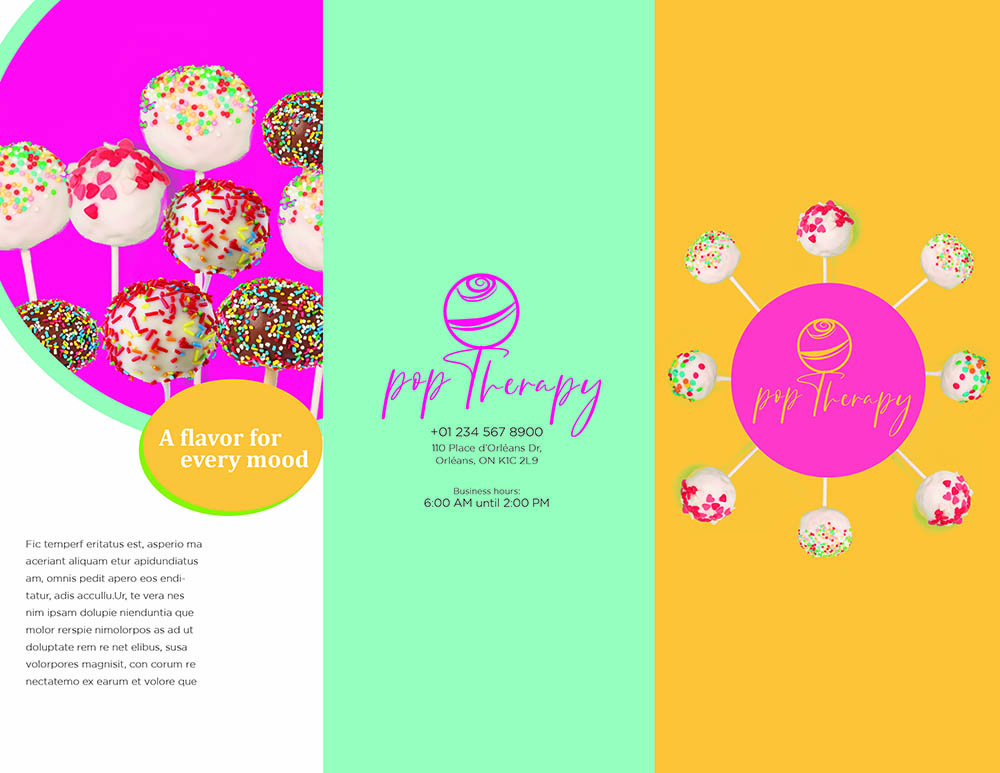 A flavor for
every mood
Fic temperf eritatus est, asperio ma
aceriant aliquam etur apidundiatus
am, omnis pedit apero eos endi-
tatur, adis accullu.Ur, te vera nes
nim ipsam dolupie nienduntia que
molor rerspie nimolorpos as ad ut
doluptate rem re net elibus, susa
volorpores magnisit, con corum re
nectatemo ex earum et volore que
pop Therapy
+01 234 567 8900
110 Place d'Orléans Dr,
Orléans, ON K1C 2L9
Business hours:
6:00 AM until 2:00 PM
pop Therapy